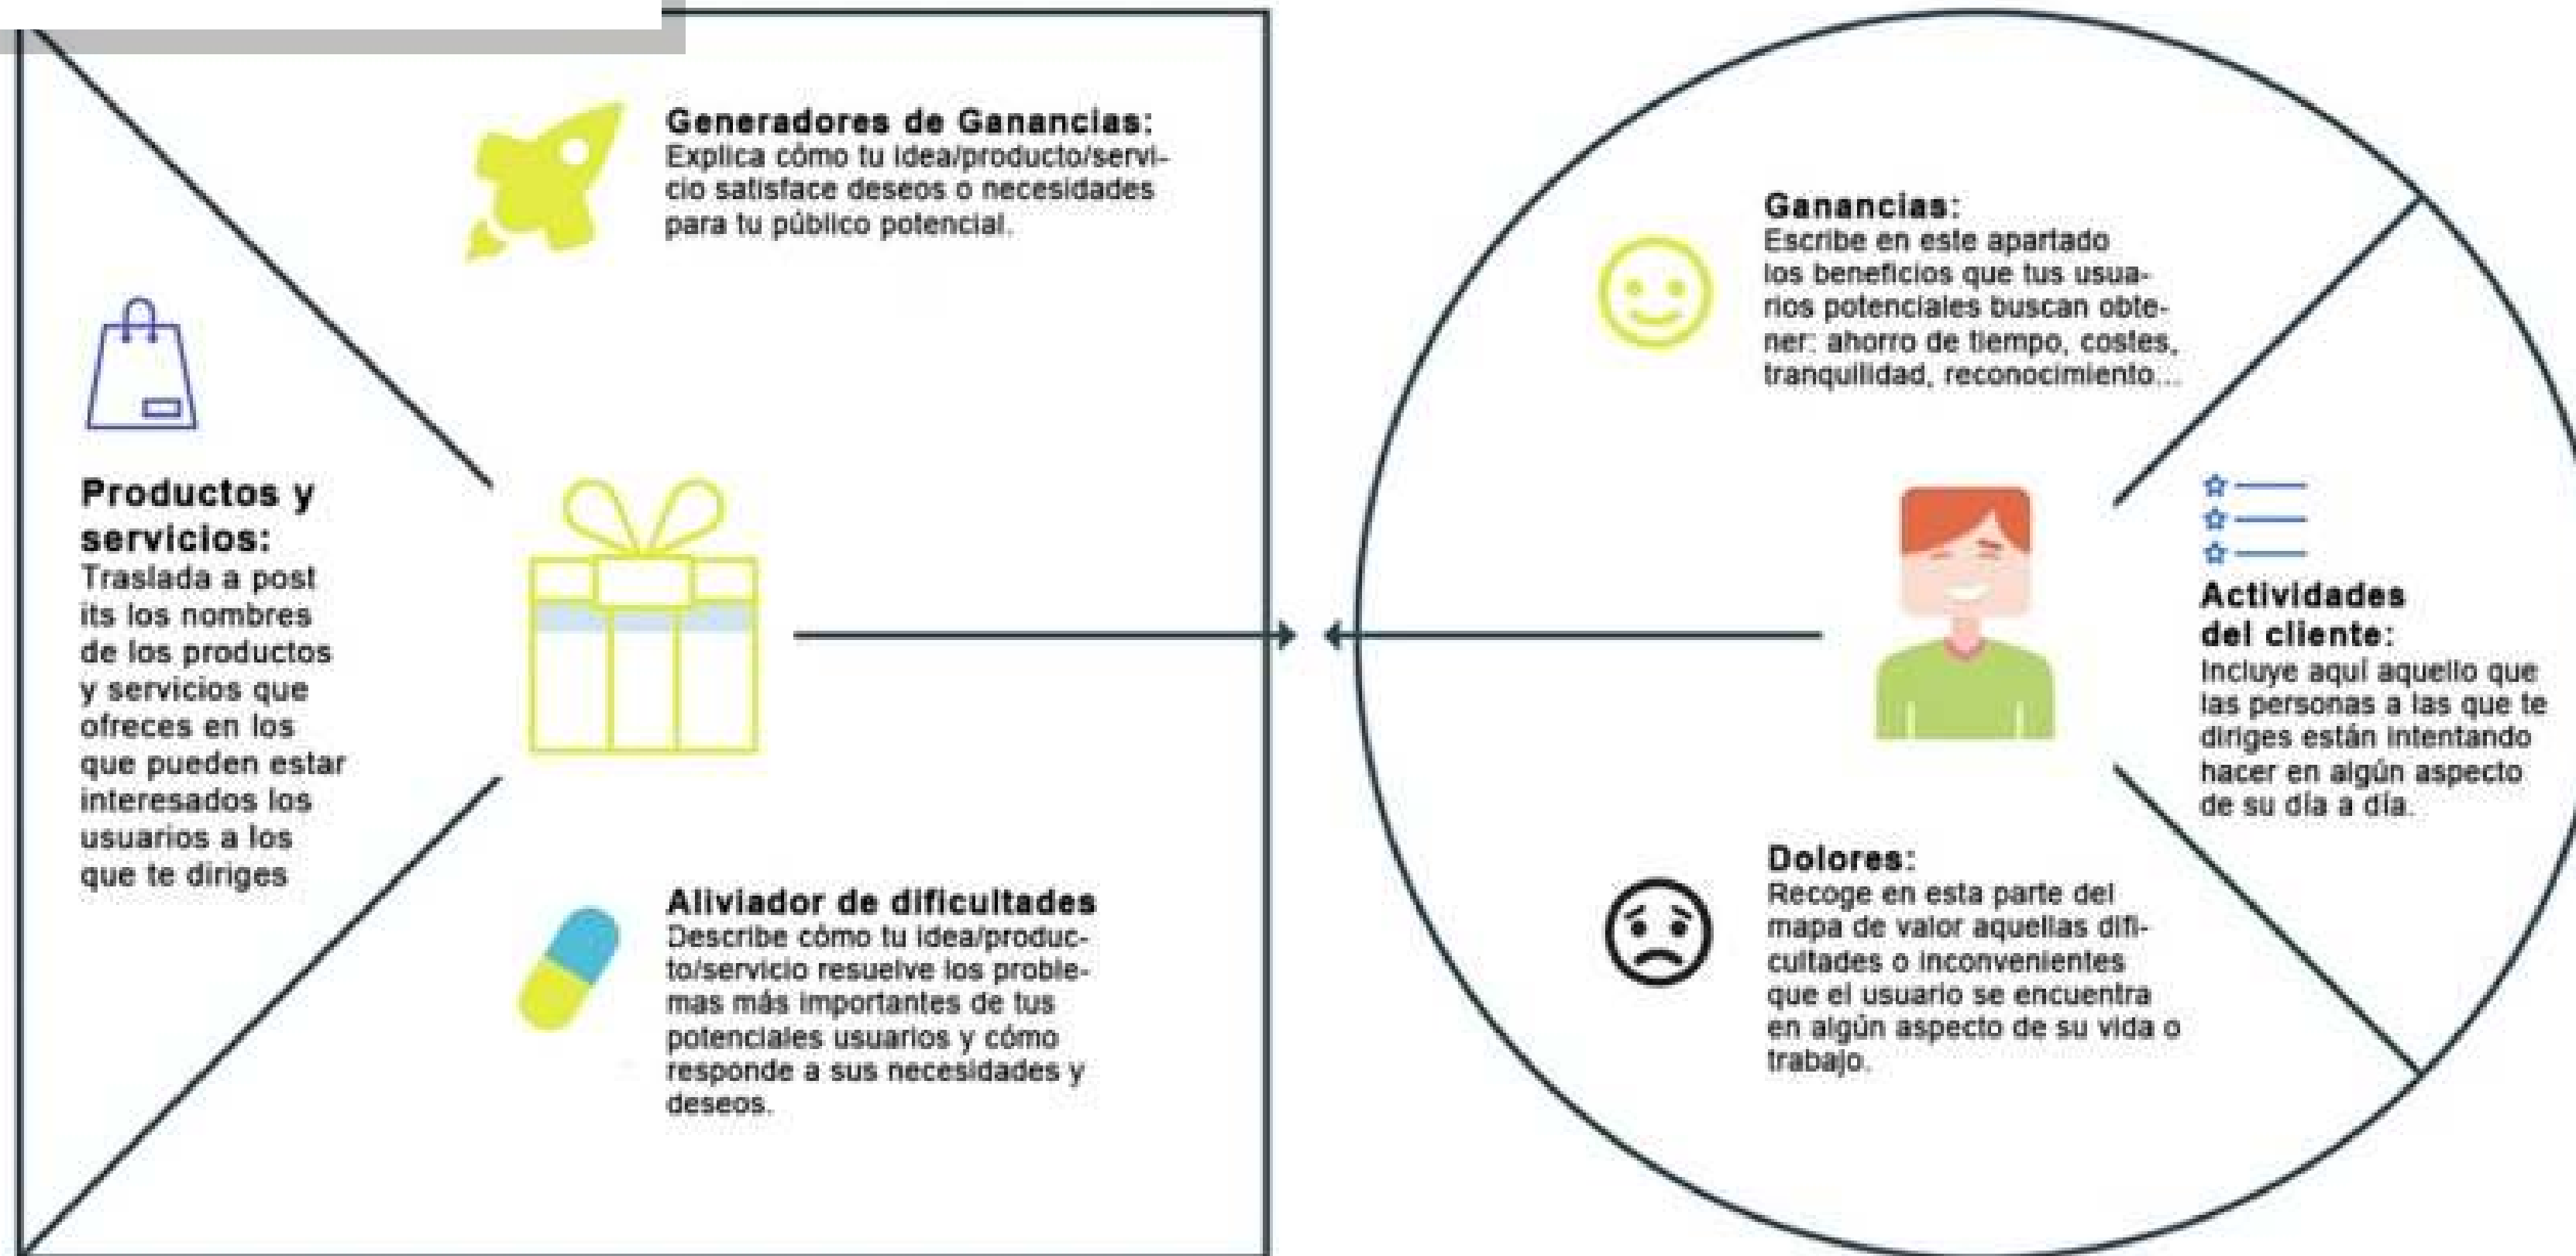 Generadores de Ganancias:
Explica cómo tu idea/producto/servi-
cio satisface deseos o necesidades
para tu público potencial.
Productos y
servicios:
Traslada a post
its los nombres
de los productos
y servicios que
ofreces en los
que pueden estar
interesados los
usuarios a los
que te diriges
Aliviador de dificultades
Describe cómo tu idea/produc-
to/servicio resuelve los proble-
mas más importantes de tus
potenciales usuarios y cómo
responde a sus necesidades y
deseos.
Ganancias:
Escribe en este apartado
los beneficios que tus usua-
rios potenciales buscan obte-
ner: ahorro de tiempo, costes,
tranquilidad, reconocimiento...
Actividades
del cliente:
Incluye aquí aquello que
las personas a las que te
diriges están intentando
hacer en algún aspecto
de su día a día.
Dolores:
Recoge en esta parte del
mapa de valor aquellas difi-
cultades o inconvenientes
que el usuario se encuentra
en algún aspecto de su vida o
trabajo.